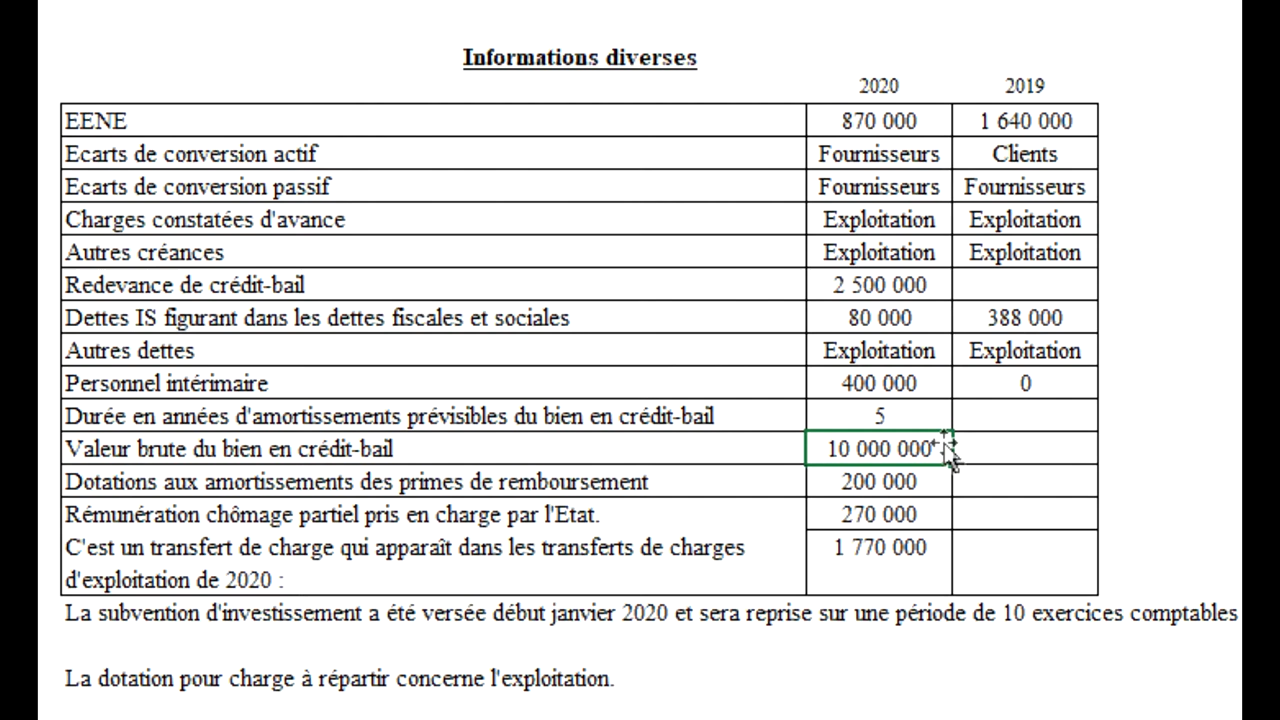 Informations diverses
2020 2019
EENE 870 000 1 640 000
Ecarts de conversion actif Fournisseurs Clients
Ecarts de conversion passif Fournisseurs Fournisseurs
Charges constatées d'avance Exploitation Exploitation
Autres créances Exploitation Exploitation
Redevance de crédit-bail 2 500 000
Dettes IS figurant dans les dettes fiscales et sociales 80 000 388 000
Autres dettes Exploitation Exploitation
Personnel intérimaire 400 000 0
Durée en années d'amortissements prévisibles du bien en crédit-bail 5
Valeur brute du bien en crédit-bail 10 000 000
Dotations aux amortissements des primes de remboursement 200 000
Rémunération chômage partiel pris en charge par l'Etat. 270 000
C'est un transfert de charge qui apparaît dans les transferts de charges 1 770 000
d'exploitation de 2020 :
La subvention d'investissement a été versée début janvier 2020 et sera reprise sur une période de 10 exercices comptables
La dotation pour charge à répartir concerne l'exploitation.